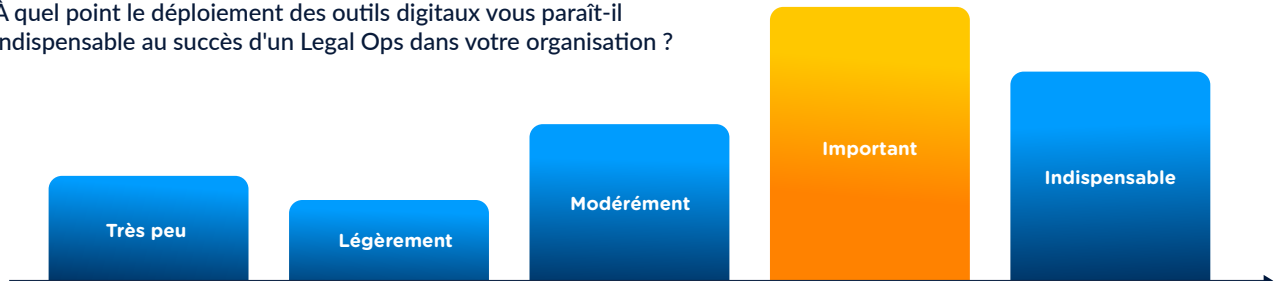 À quel point le déploiement des outils digitaux vous paraît-il
indispensable au succès d'un Legal Ops dans votre organisation ?
Important
Indispensable
Modérément
Très peu
Légèrement